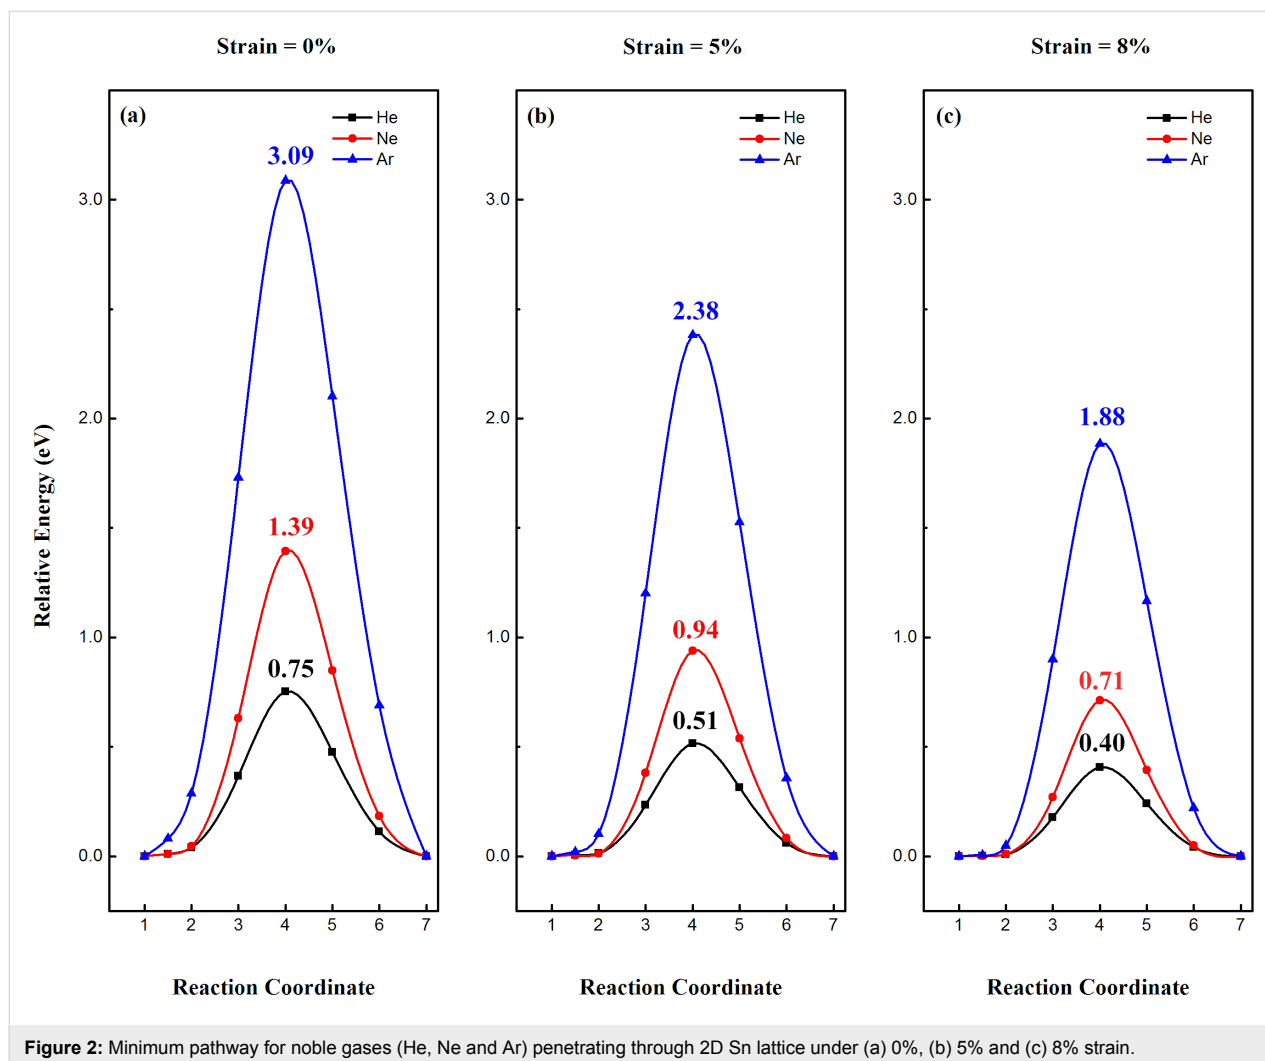 Strain = 0%
Strain = 5%
Strain = 8%
(a)
He
Ne
Ar
3.09
1.39
0.75
3.0
2.0
1.0
0.0
1 2 3 4 5 6 7
Reaction Coordinate
Relative Energy (eV)
(b)
He
Ne
Ar
2.38
0.94
0.51
3.0
2.0
1.0
0.0
1 2 3 4 5 6 7
Reaction Coordinate
(c)
He
Ne
Ar
1.88
0.71
0.40
3.0
2.0
1.0
0.0
1 2 3 4 5 6 7
Reaction Coordinate
Figure 2: Minimum pathway for noble gases (He, Ne and Ar) penetrating through 2D Sn lattice under (a) 0%, (b) 5% and (c) 8% strain.